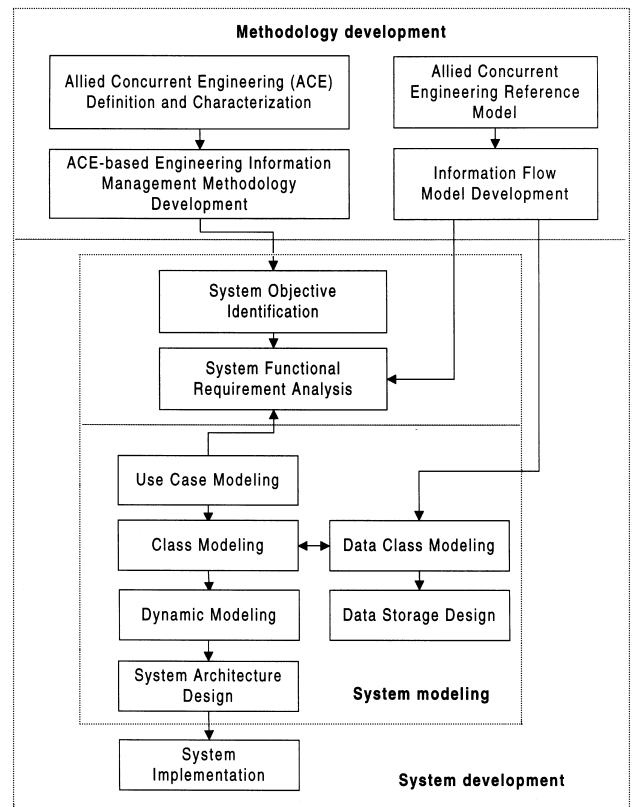 Methodology development
Allied Concurrent Engineering (ACE)
Definition and Characterization
Allied Concurrent
Engineering Reference
Model
ACE-based Engineering Information
Management Methodology
Development
Information Flow
Model Development
System Objective
Identification
System Functional
Requirement Analysis
Use Case Modeling
Class Modeling
Data Class Modeling
Dynamic Modeling
Data Storage Design
System Architecture
Design
System modeling
System
Implementation
System development